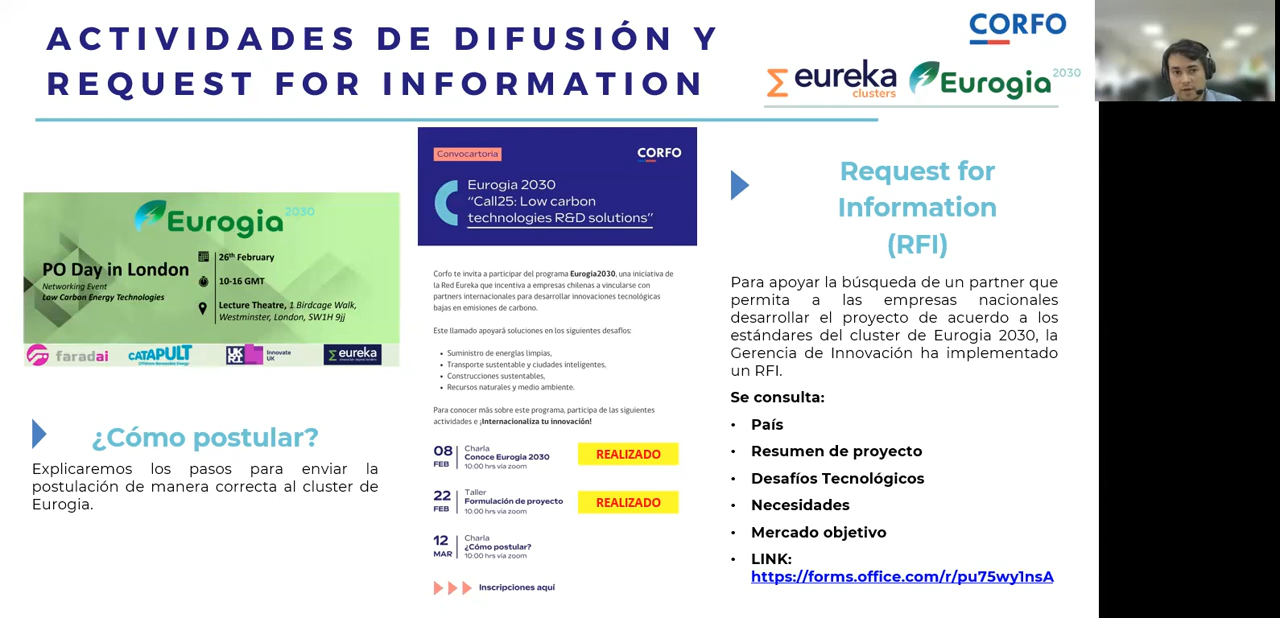 ACTIVIDADES DE DIFUSIÓN Y
REQUEST FOR INFORMATION
CORFO
eureka
clusters
Eurogia 2030
Eurogia 2030
PO Day in London
Networking Event
Low Carbon Energy Technologies
26th February
10-16 GMT
Lecture Theatre, 1 Birdcage Walk,
Westminster, London, SW1H 9jj
faradai
CATAPULT
Offshore Renewable Energy
UKRI
Innovate
UK
eureka
¿Cómo postular?
Explicaremos los pasos para enviar la
postulación de manera correcta al cluster de
Eurogia.
Convocartoria
CORFO
Eurogia 2030
“Call25: Low carbon
technologies R&D solutions”
Corfo te invita a participar del programa Eurogia2030, una iniciativa de
la Red Eureka que incentiva a empresas chilenas a vincularse con
partners internacionales para desarrollar innovaciones tecnológicas
bajas en emisiones de carbono.
Este llamado apoyará soluciones en los siguientes desafíos:
• Suministro de energías limpias,
• Transporte sustentable y ciudades inteligentes,
• Construcciones sustentables,
• Recursos naturales y medio ambiente.
Para conocer más sobre este programa, participa de las siguientes
actividades e ¡Internacionaliza tu innovación!
08
FEB
Charla
Conoce Eurogia 2030
10:00 hrs vía zoom
REALIZADO
22
FEB
Taller
Formulación de proyecto
10:00 hrs vía zoom
REALIZADO
12
MAR
Charla
¿Cómo postular?
10:00 hrs vía zoom
Inscripciones aquí
Request for
Information
(RFI)
Para apoyar la búsqueda de un partner que
permita a las empresas nacionales
desarrollar el proyecto de acuerdo a los
estándares del cluster de Eurogia 2030, la
Gerencia de Innovación ha implementado
un RFI.
Se consulta:
• País
• Resumen de proyecto
• Desafíos Tecnológicos
• Necesidades
• Mercado objetivo
• LINK:
https://forms.office.com/r/pu75wy1nsA